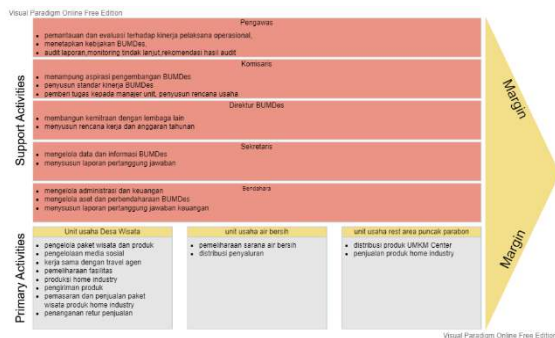 Visual Paradigm Online Free Edition
Pengawas
pemantauan dan evaluasi terhadap kinerja pelaksana operasional,
menetapkan kebijakan BUMDes,
audit laporan,monitoring tindak lanjut,rekomendasi hasil audit
Komisaris
menampung aspirasi pengembangan BUMDes
penyusun standar kinerja BUMDes
pemberi tugas kepada manajer unit, penyusun rencana usaha
Direktur BUMDes
membangun kemitraan dengan lembaga lain
menyusun rencana kerja dan anggaran tahunan
Sekretaris
mengelola data dan informasi BUMDes
menyusun laporan pertanggung jawaban
Bendahara
mengelola administrasi dan keuangan
mengelola aset dan perbendaharaan BUMDes
menyusun laporan pertanggung jawaban keuangan
Support Activities
Margin
Unit usaha Desa Wisata
pengelola paket wisata dan produk
pengelolaan media sosial
kerja sama dengan travel agen
pemeliharaan fasilitas
produksi home industry
pengiriman produk
pemasaran dan penjualan paket
wisata produk home industry
penanganan retur penjualan
unit usaha air bersih
pemeliharaan sarana air bersih
distribusi penyaluran
unit usaha rest area puncak parabon
distribusi produk UMKM Center
penjualan produk home industry
Primary Activities
Margin
Visual Paradigm Online Free Edition